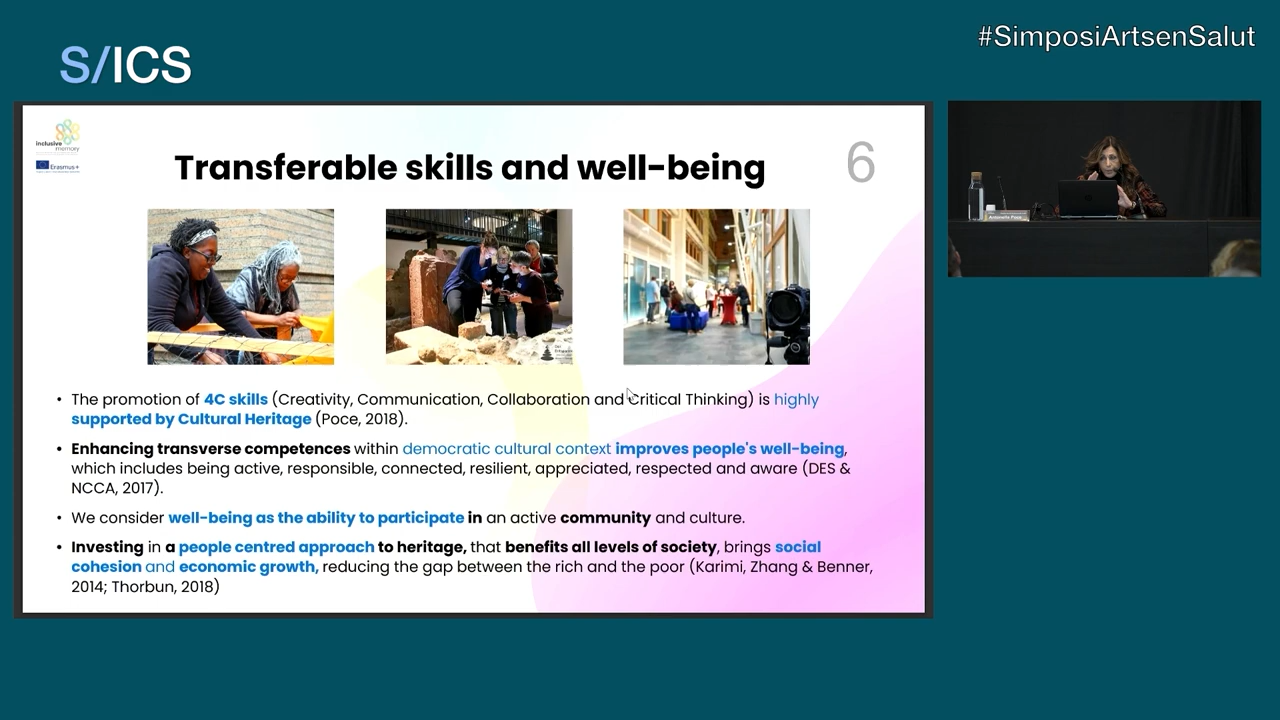 #SimposiArtsenSalut
S/ICS
inclusive
memory
Erasmus+
Transferable skills and well-being
6
• The promotion of 4C skills (Creativity, Communication, Collaboration and Critical Thinking) is highly
supported by Cultural Heritage (Poce, 2018).
• Enhancing transverse competences within democratic cultural context improves people's well-being,
which includes being active, responsible, connected, resilient, appreciated, respected and aware (DES &
NCCA, 2017).
• We consider well-being as the ability to participate in an active community and culture.
• Investing in a people centred approach to heritage, that benefits all levels of society, brings social
cohesion and economic growth, reducing the gap between the rich and the poor (Karimi, Zhang & Benner,
2014; Thorbun, 2018)
Antonella Poce